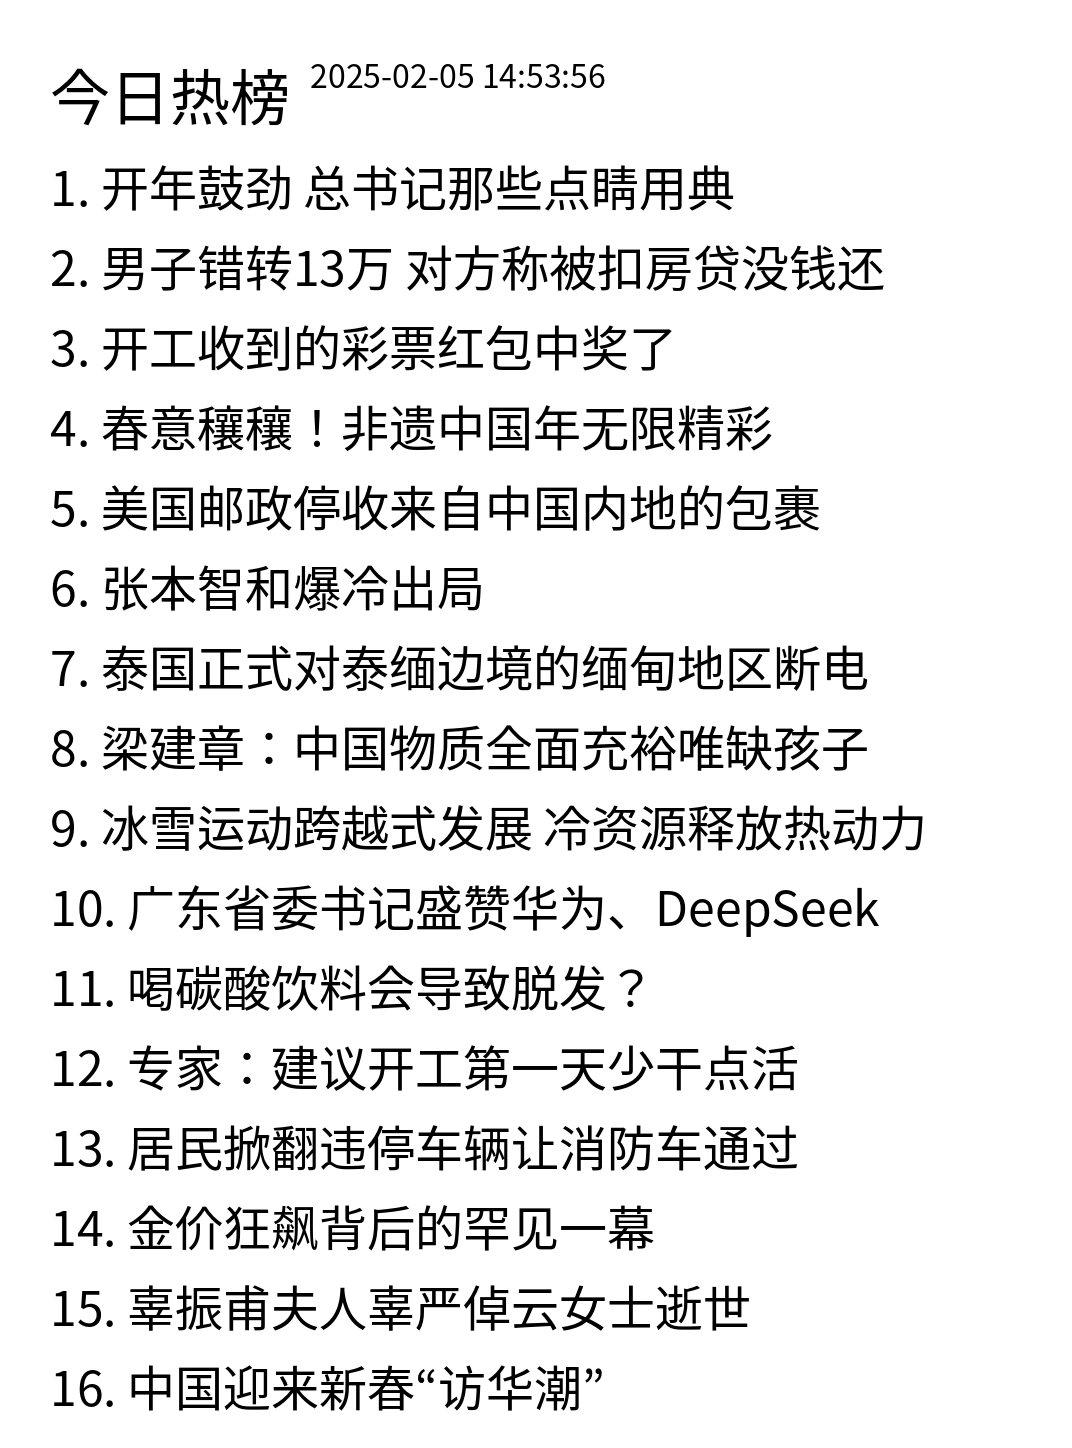 今日热榜 2025-02-05 14:53:56
1. 开年鼓劲 总书记那些点睛用典
2. 男子错转13万 对方称被扣房贷没钱还
3. 开工收到的彩票红包中奖了
4. 春意穰穰！非遗中国年无限精彩
5. 美国邮政停收来自中国内地的包裹
6. 张本智和爆冷出局
7. 泰国正式对泰缅边境的缅甸地区断电
8. 梁建章：中国物质全面充裕唯缺孩子
9. 冰雪运动跨越式发展 冷资源释放热动力
10. 广东省委书记盛赞华为、DeepSeek
11. 喝碳酸饮料会导致脱发？
12. 专家：建议开工第一天少干点活
13. 居民掀翻违停车辆让消防车通过
14. 金价狂飙背后的罕见一幕
15. 辜振甫夫人辜严倬云女士逝世
16. 中国迎来新春“访华潮”